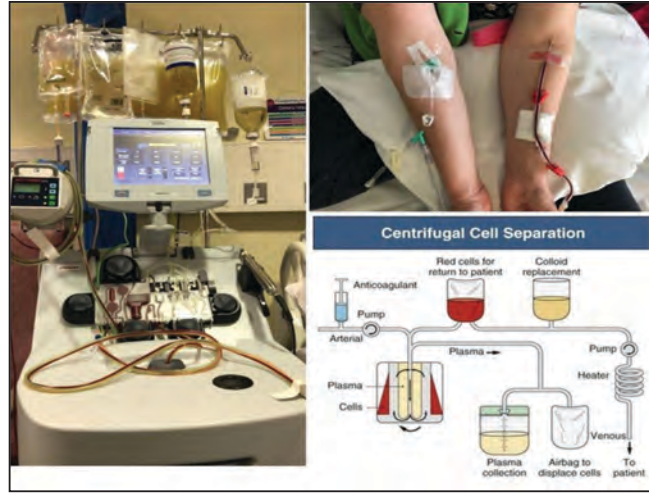 Centrifugal Cell Separation
Red cells for
return to patient
Colloid
replacement
Anticoagulant
Pump
Arterial
Plasma
Pump
Heater
Plasma
Cells
Venous
Plasma
collection
Airbag to
displace cells
To
patient